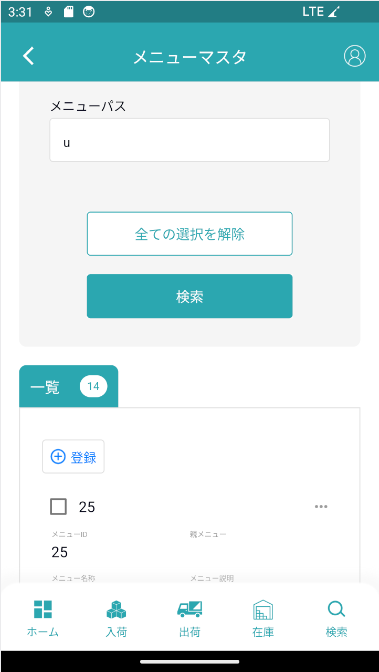 3:31 LTE
メニューマスタ
メニューパス
u
全ての選択を解除
検索
一覧 14
登録
25
メニューID 親メニュー
25
メニュー名称 メニュー説明
ホーム 入荷 出荷 在庫 検索